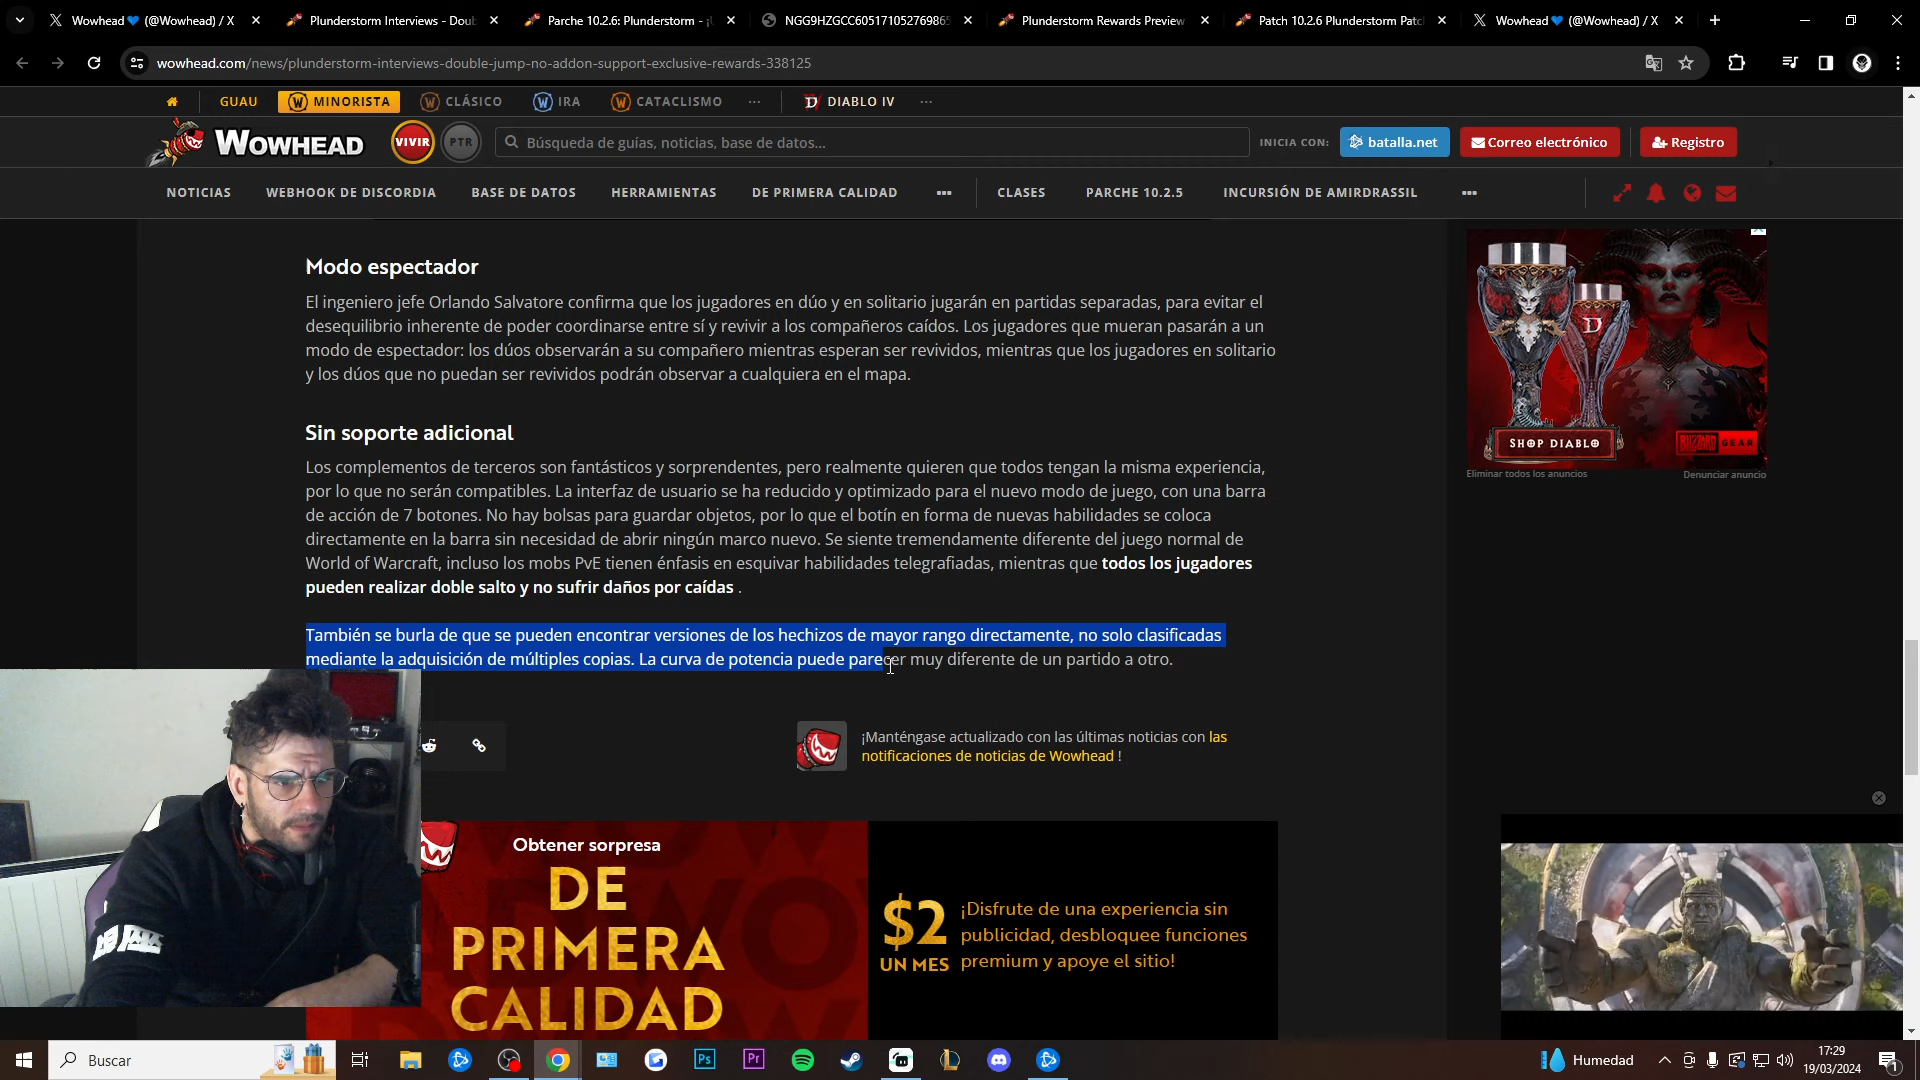 Wowhead💙 (@Wowhead) / X
Plunderstorm Interviews - Doub
Parche 10.2.6: Plunderstorm - ¡
NGG9HZGCC6051710527698
Plunderstorm Rewards Preview
Patch 10.2.6 Plunderstorm Patc
Wowhead💙 (@Wowhead) / X
wowhead.com/news/plunderstorm-interviews-double-jump-no-addon-support-exclusive-rewards-338125
GUAU
MINORISTA
CLÁSICO
IRA
CATACLISMO
DIABLO IV
WOWHEAD
VIVIR
PTR
Búsqueda de guías, noticias, base de datos...
INICIA CON:
batalla.net
Correo electrónico
Registro
NOTICIAS
WEBHOOK DE DISCORDIA
BASE DE DATOS
HERRAMIENTAS
DE PRIMERA CALIDAD
CLASES
PARCHE 10.2.5
INCURSIÓN DE AMIRDRASSIL
Modo espectador
El ingeniero jefe Orlando Salvatore confirma que los jugadores en dúo y en solitario jugarán en partidas separadas, para evitar el
desequilibrio inherente de poder coordinarse entre sí y revivir a los compañeros caídos. Los jugadores que mueran pasarán a un
modo de espectador: los dúos observarán a su compañero mientras esperan ser revividos, mientras que los jugadores en solitario
y los dúos que no puedan ser revividos podrán observar a cualquiera en el mapa.
Sin soporte adicional
Los complementos de terceros son fantásticos y sorprendentes, pero realmente quieren que todos tengan la misma experiencia,
por lo que no serán compatibles. La interfaz de usuario se ha reducido y optimizado para el nuevo modo de juego, con una barra
de acción de 7 botones. No hay bolsas para guardar objetos, por lo que el botín en forma de nuevas habilidades se coloca
directamente en la barra sin necesidad de abrir ningún marco nuevo. Se siente tremendamente diferente del juego normal de
World of Warcraft, incluso los mobs PvE tienen énfasis en esquivar habilidades telegrafiadas, mientras que todos los jugadores
pueden realizar doble salto y no sufrir daños por caídas .
También se burla de que se pueden encontrar versiones de los hechizos de mayor rango directamente, no solo clasificadas
mediante la adquisición de múltiples copias. La curva de potencia puede parecer muy diferente de un partido a otro.
SHOP DIABLO
BLIZZARD GEAR
Eliminar todos los anuncios
Denunciar anuncio
¡Manténgase actualizado con las últimas noticias con las
notificaciones de noticias de Wowhead !
Obtener sorpresa
DE
PRIMERA
CALIDAD
$2
UN MES
¡Disfrute de una experiencia sin
publicidad, desbloquee funciones
premium y apoye el sitio!
Buscar
Ps
Pr
Humedad
17:29
19/03/2024
1